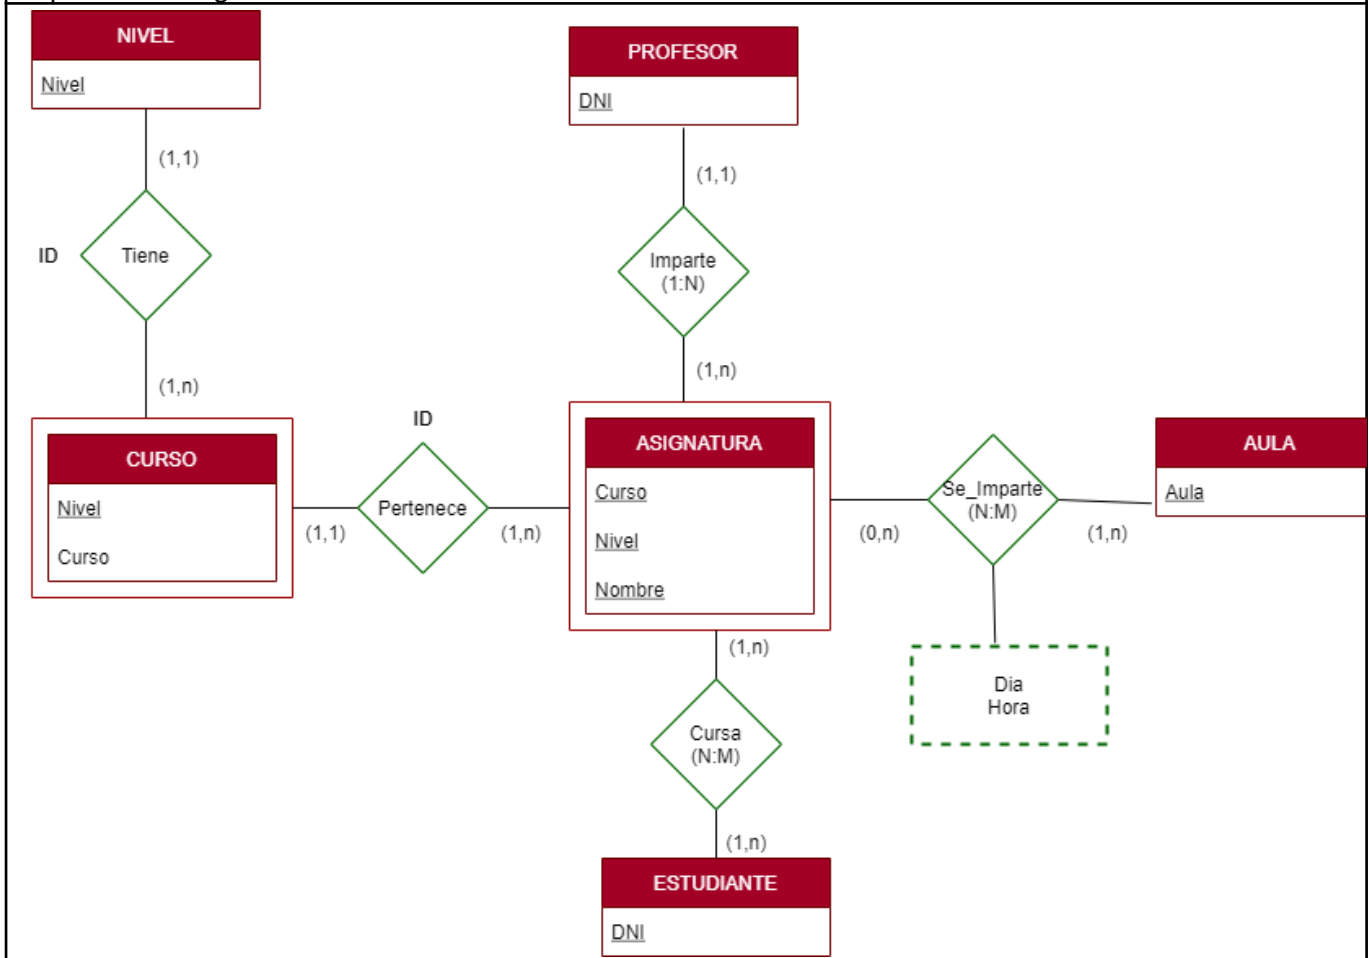 NIVEL
Nivel
(1,1)
ID
Tiene
(1,n)
PROFESOR
DNI
(1,1)
Imparte
(1:N)
(1,n)
CURSO
Nivel
Curso
(1,1)
ID
Pertenece
(1,n)
ASIGNATURA
Curso
Nivel
Nombre
(0,n)
Se_Imparte
(N:M)
(1,n)
AULA
Aula
Dia
Hora
(1,n)
Cursa
(N:M)
(1,n)
ESTUDIANTE
DNI